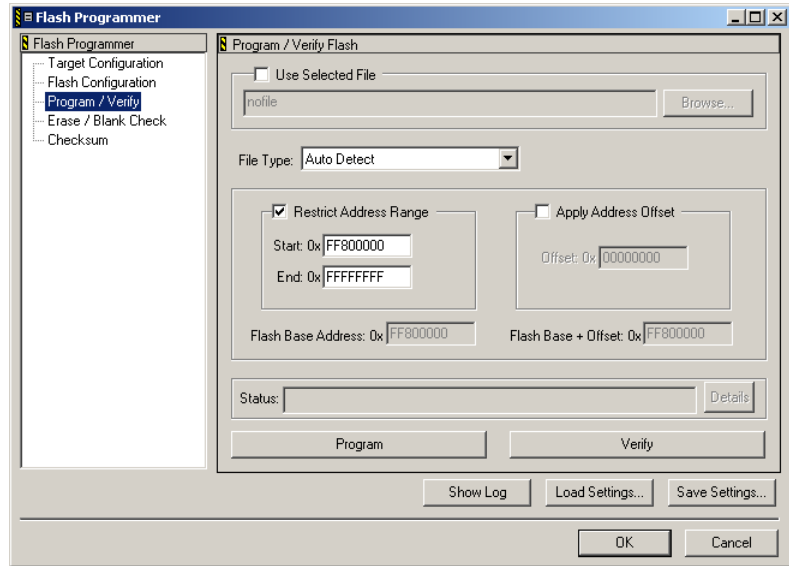 Flash Programmer
Flash Programmer
Target Configuration
Flash Configuration
Program / Verify
Erase / Blank Check
Checksum
Program / Verify Flash
Use Selected File
nofile
Browse...
File Type: Auto Detect
Restrict Address Range
Start: 0x FF800000
End: 0x FFFFFFFF
Apply Address Offset
Offset: 0x 00000000
Flash Base Address: 0x FF800000
Flash Base + Offset: 0x FF800000
Status:
Details
Program
Verify
Show Log
Load Settings...
Save Settings...
OK
Cancel